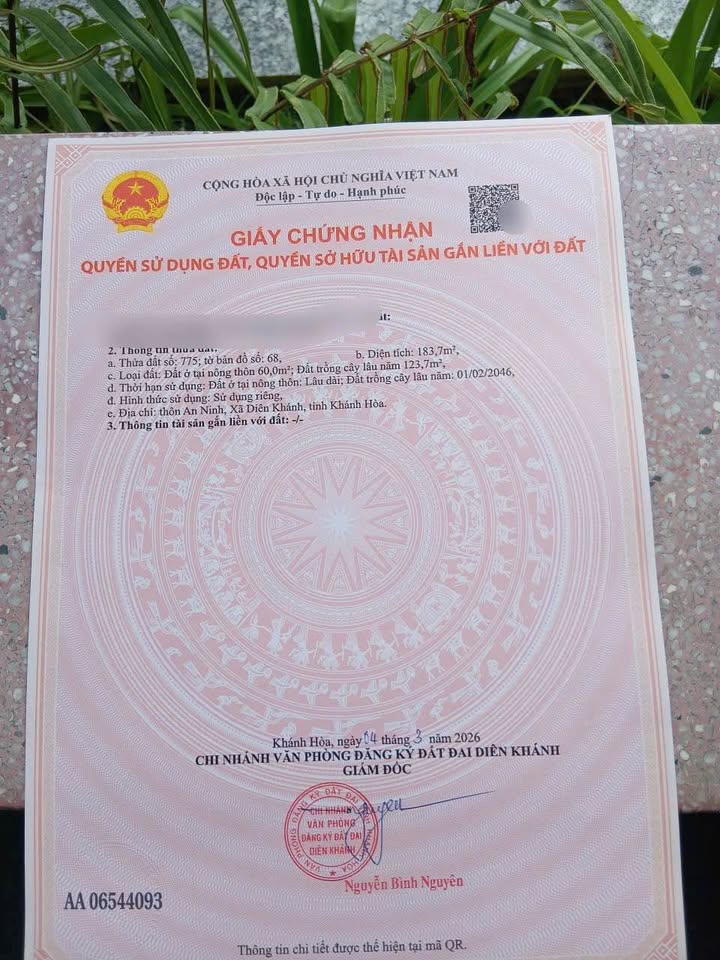 CỘNG HÒA XÃ HỘI CHỦ NGHĨA VIỆT NAM
Độc lập - Tự do - Hạnh phúc
GIẤY CHỨNG NHẬN
QUYỀN SỬ DỤNG ĐẤT, QUYỀN SỞ HỮU TÀI SẢN GẮN LIỀN VỚI ĐẤT
2. Thông tin thửa đất:
a. Thửa đất số: 775; tờ bản đồ số: 68, b. Diện tích: 183,7m²,
c. Loại đất: Đất ở tại nông thôn 60,0m²; Đất trồng cây lâu năm 123,7m²,
d. Thời hạn sử dụng: Đất ở tại nông thôn: Lâu dài; Đất trồng cây lâu năm: 01/02/2046,
đ. Hình thức sử dụng: Sử dụng riêng,
e. Địa chỉ: thôn An Ninh, Xã Diên Khánh, tỉnh Khánh Hòa.
3. Thông tin tài sản gắn liền với đất: -/-
Khánh Hòa, ngày 04 tháng 3 năm 2026
CHI NHÁNH VĂN PHÒNG ĐĂNG KÝ ĐẤT ĐAI DIÊN KHÁNH
GIÁM ĐỐC
VĂN PHÒNG ĐĂNG KÝ ĐẤT ĐAI KHÁNH HÒA
CHI NHÁNH
VĂN PHÒNG
ĐĂNG KÝ ĐẤT ĐAI
DIÊN KHÁNH
Nguyễn Bình Nguyên
AA 06544093
Thông tin chi tiết được thể hiện tại mã QR.